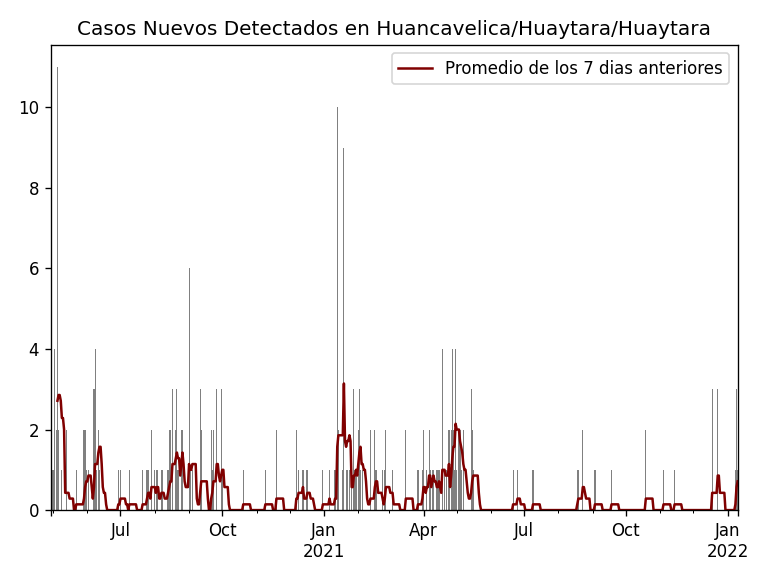 Casos Nuevos Detectados en Huancavelica/Huaytara/Huaytara
Promedio de los 7 dias anteriores
10
8
6
4
2
0
Jul
Oct
Jan
2021
Apr
Jul
Oct
Jan
2022